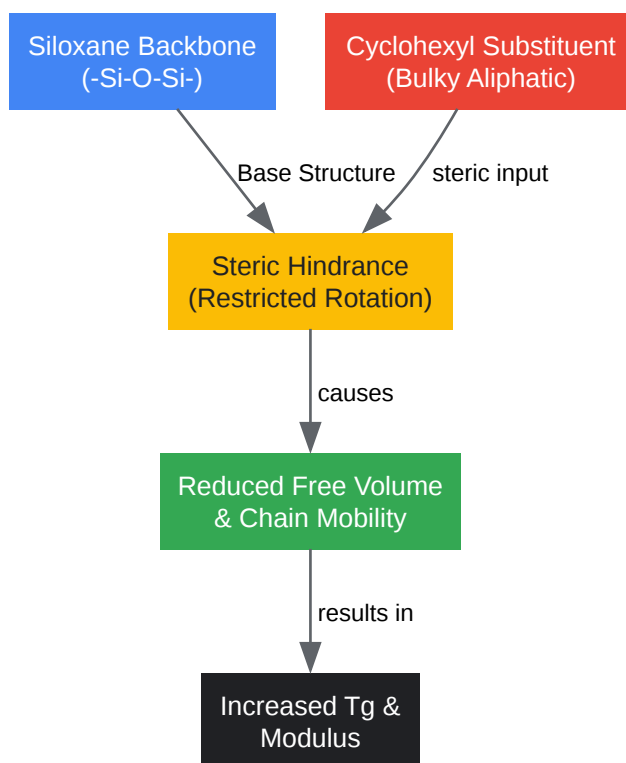 Siloxane Backbone
(-Si-O-Si-)
Cyclohexyl Substituent
(Bulky Aliphatic)
Base Structure
steric input
Steric Hindrance
(Restricted Rotation)
causes
Reduced Free Volume
& Chain Mobility
results in
Increased Tg &
Modulus